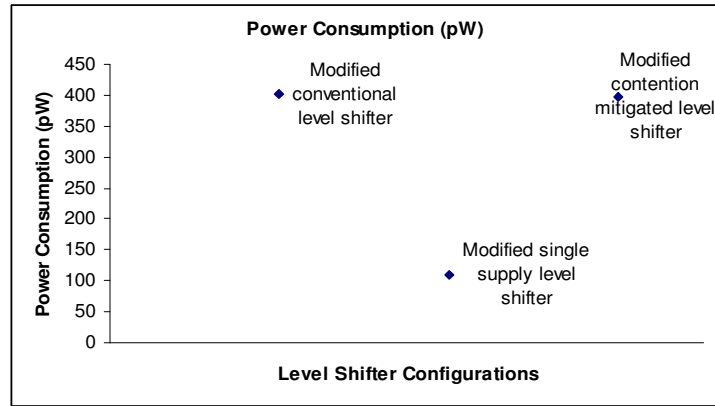 Power Consumption (pW)
Power Consumption (pW)
450
400
350
300
250
200
150
100
50
0
Modified
conventional
level shifter
Modified
contention
mitigated level
shifter
Modified single
supply level
shifter
Level Shifter Configurations